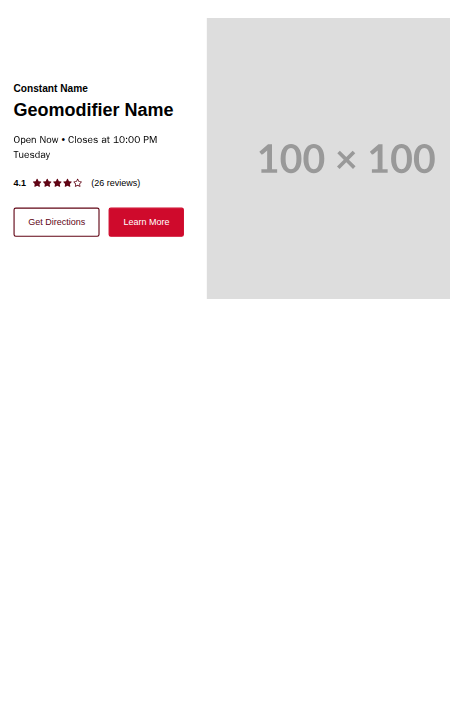 Constant Name
Geomodifier Name
Open Now • Closes at 10:00 PM
Tuesday
4.1 (26 reviews)
Get Directions
Learn More
100 × 100